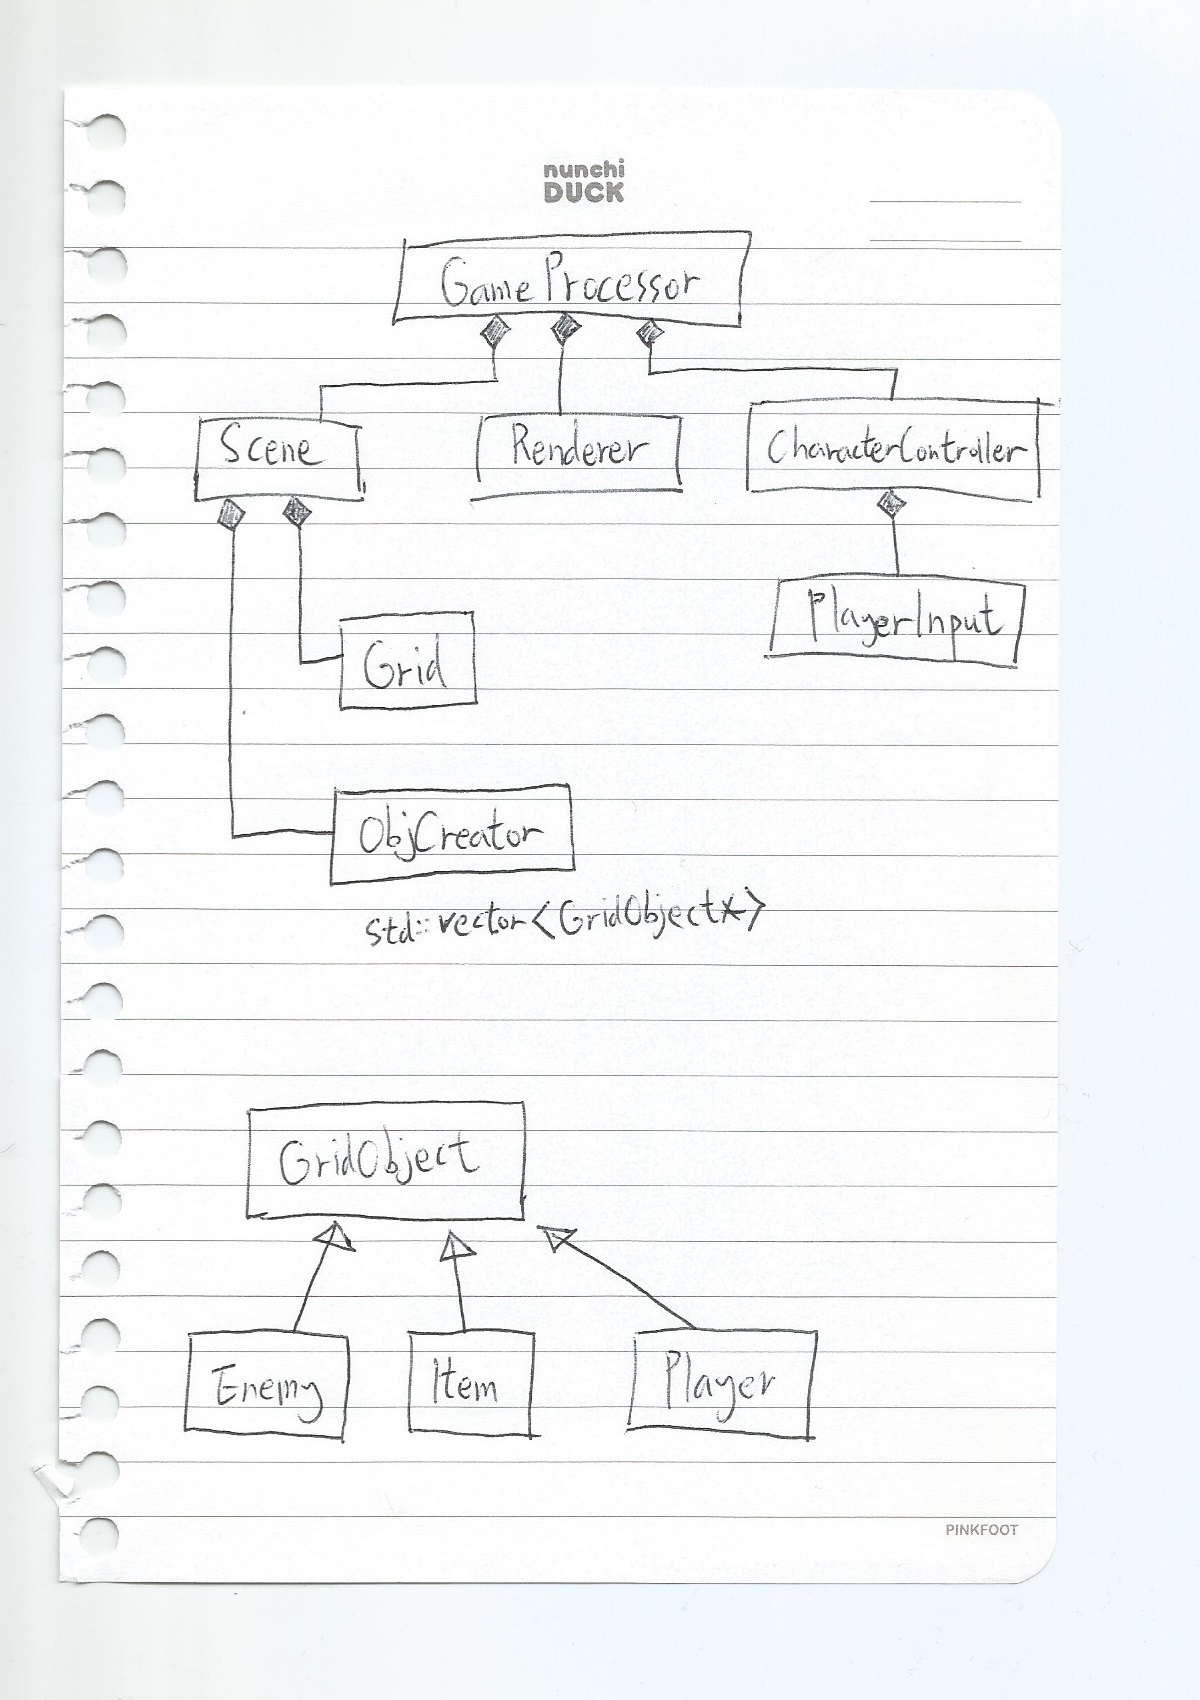 nunchi
DUCK
GameProcessor
Scene
Renderer
CharacterController
PlayerInput
Grid
ObjCreator
std::vector<GridObject*>
GridObject
Enemy
Item
Player
PINKFOOT